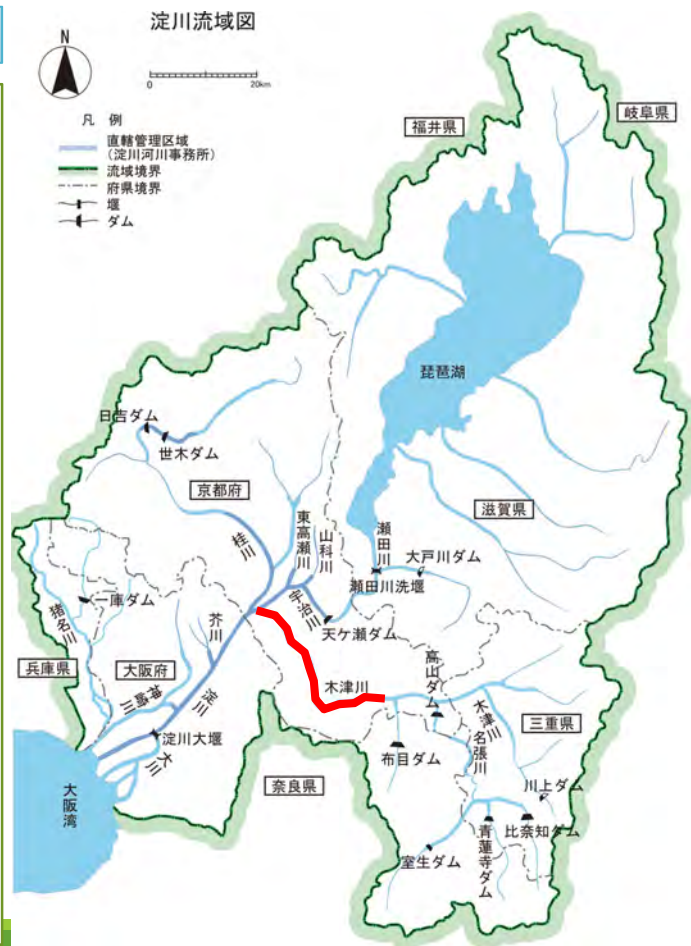 淀川流域図
N
0 20km
凡 例
直轄管理区域
(淀川河川事務所)
流域境界
府県境界
堰
ダム
福井県
岐阜県
琵琶湖
日吉ダム
世木ダム
京都府
桂川
東高瀬川
山科川
宇治川
瀬田川
大戸川ダム
瀬田川洗堰
天ケ瀬ダム
滋賀県
猪名川
一庫ダム
兵庫県
大阪府
芥川
神崎川
淀川
淀川大堰
大川
大阪湾
木津川
高山ダム
木津川
名張川
三重県
布目ダム
奈良県
川上ダム
室生ダム
青蓮寺ダム
比奈知ダム